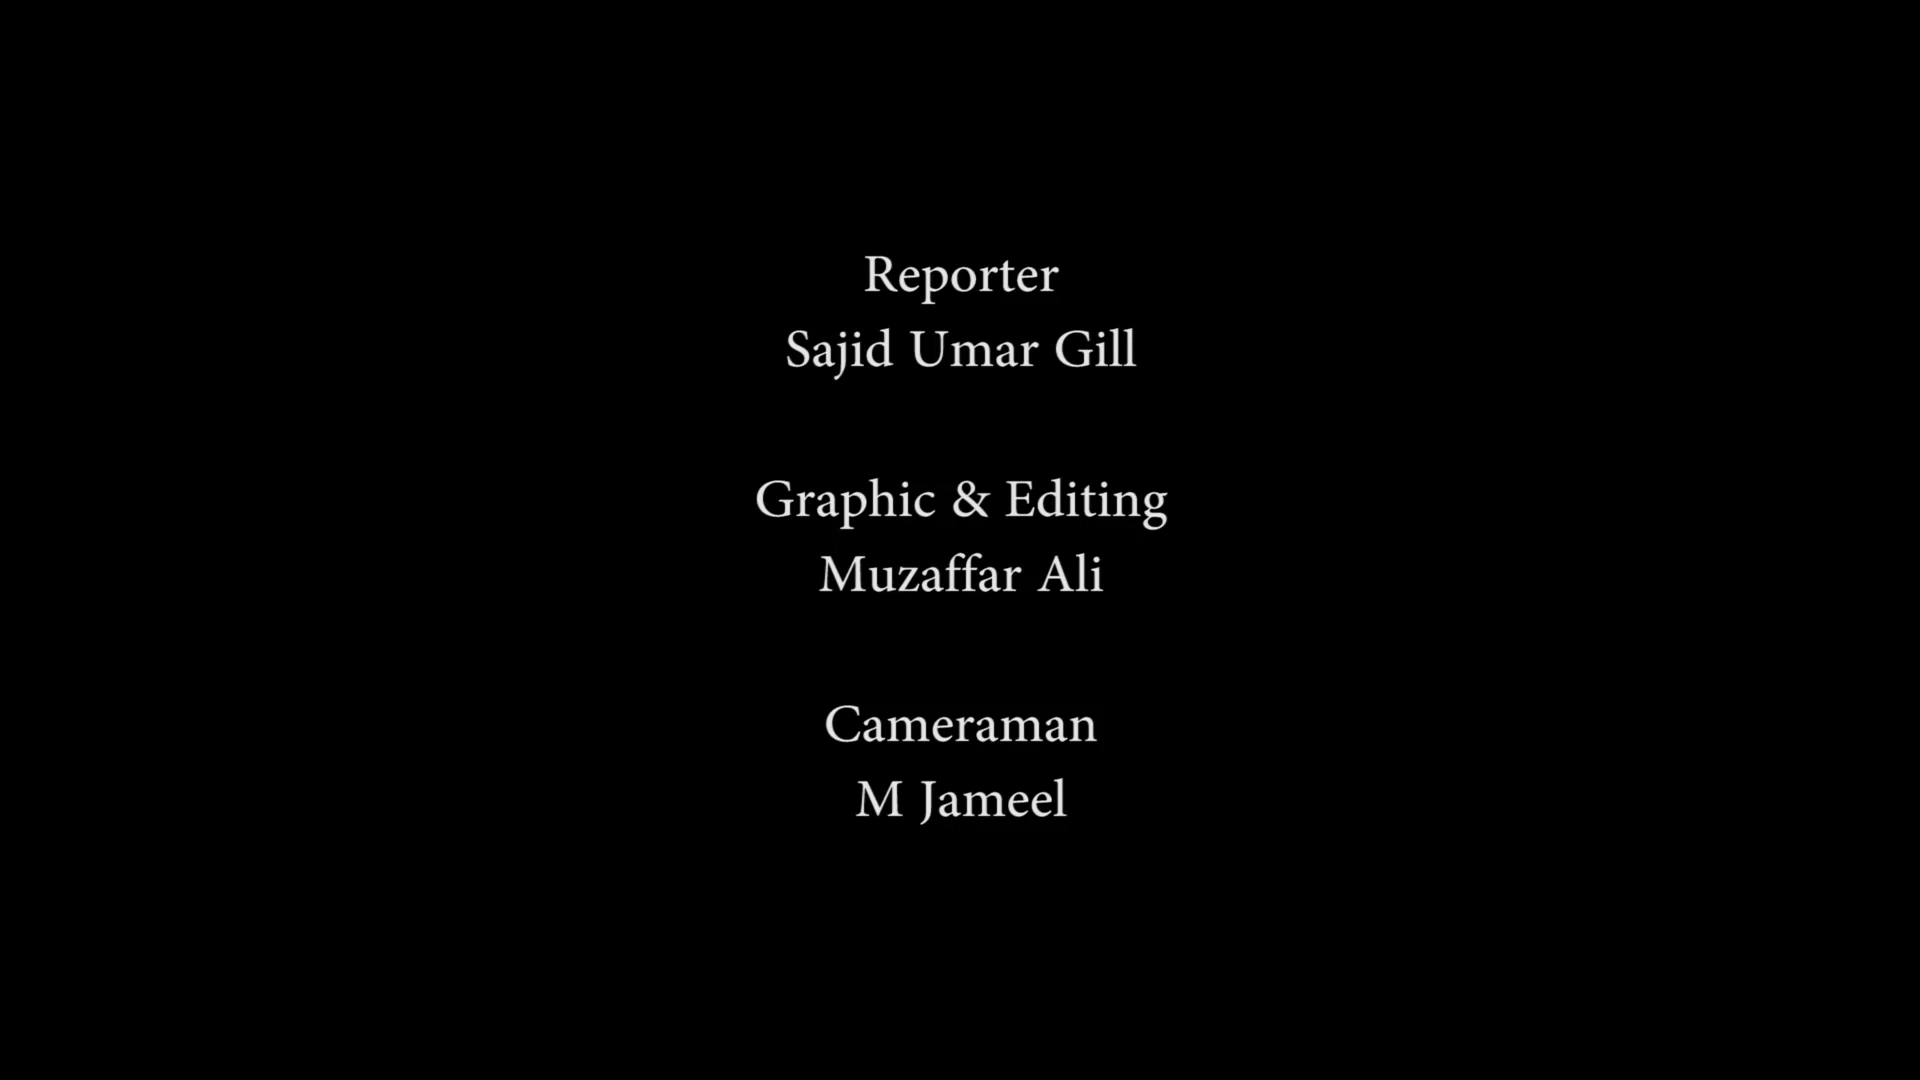 Reporter
Sajid Umar Gill
Graphic & Editing
Muzaffar Ali
Cameraman
M Jameel